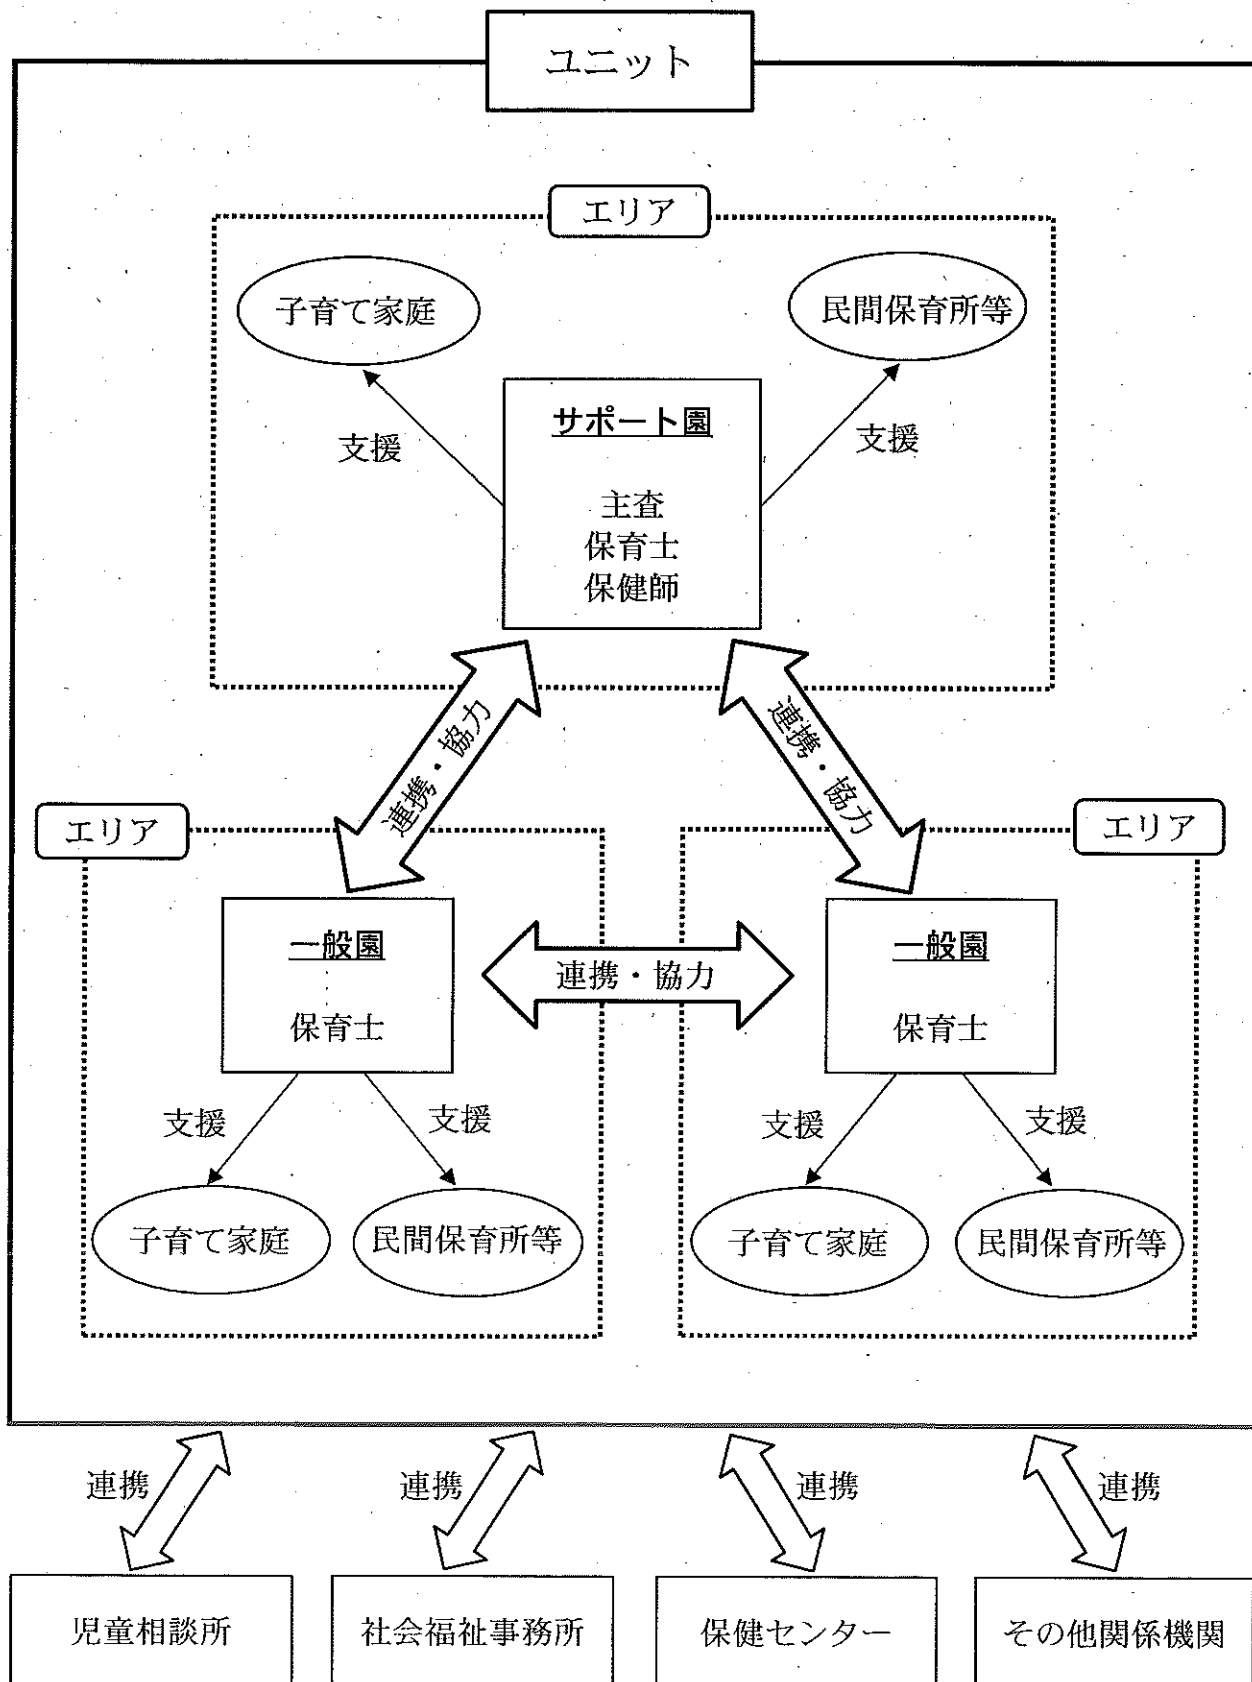 ユニット
エリア
子育て家庭
民間保育所等
支援
サポート園
支援
主査
保育士
保健師
連携・協力
連携・協力
エリア
エリア
一般園
保育士
連携・協力
一般園
保育士
支援
支援
支援
支援
子育て家庭
民間保育所等
子育て家庭
民間保育所等
連携
連携
連携
連携
児童相談所
社会福祉事務所
保健センター
その他関係機関